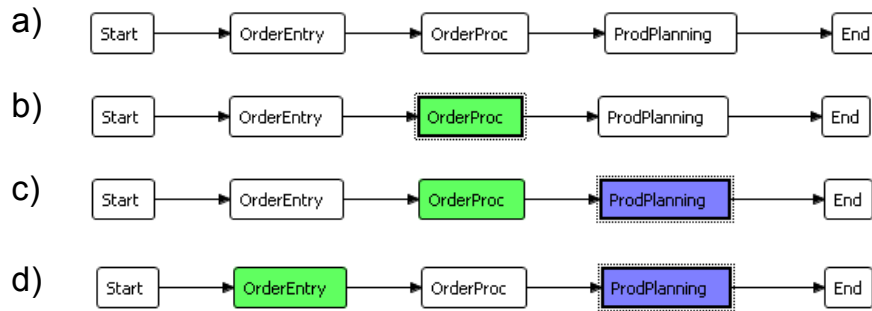 a) Start OrderEntry OrderProc ProdPlanning End
b) Start OrderEntry OrderProc ProdPlanning End
c) Start OrderEntry OrderProc ProdPlanning End
d) Start OrderEntry OrderProc ProdPlanning End